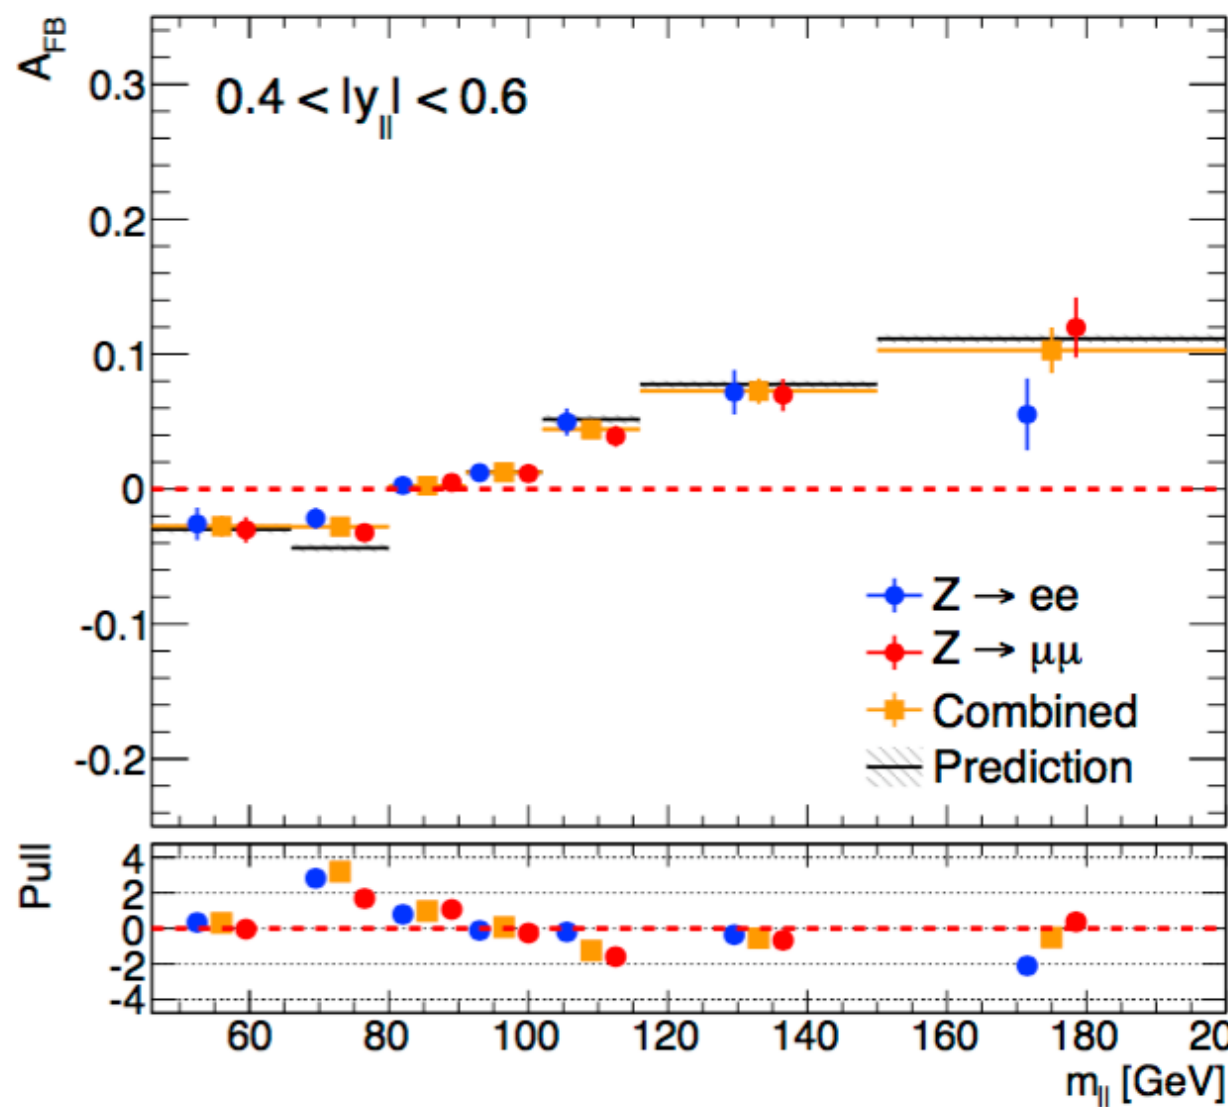 A_FB
0.4 < |y_ll| < 0.6
0.3
0.2
0.1
0
-0.1
-0.2
Z → ee
Z → μμ
Combined
Prediction
Pull
4
2
0
-2
-4
60 80 100 120 140 160 180 20
m_ll [GeV]